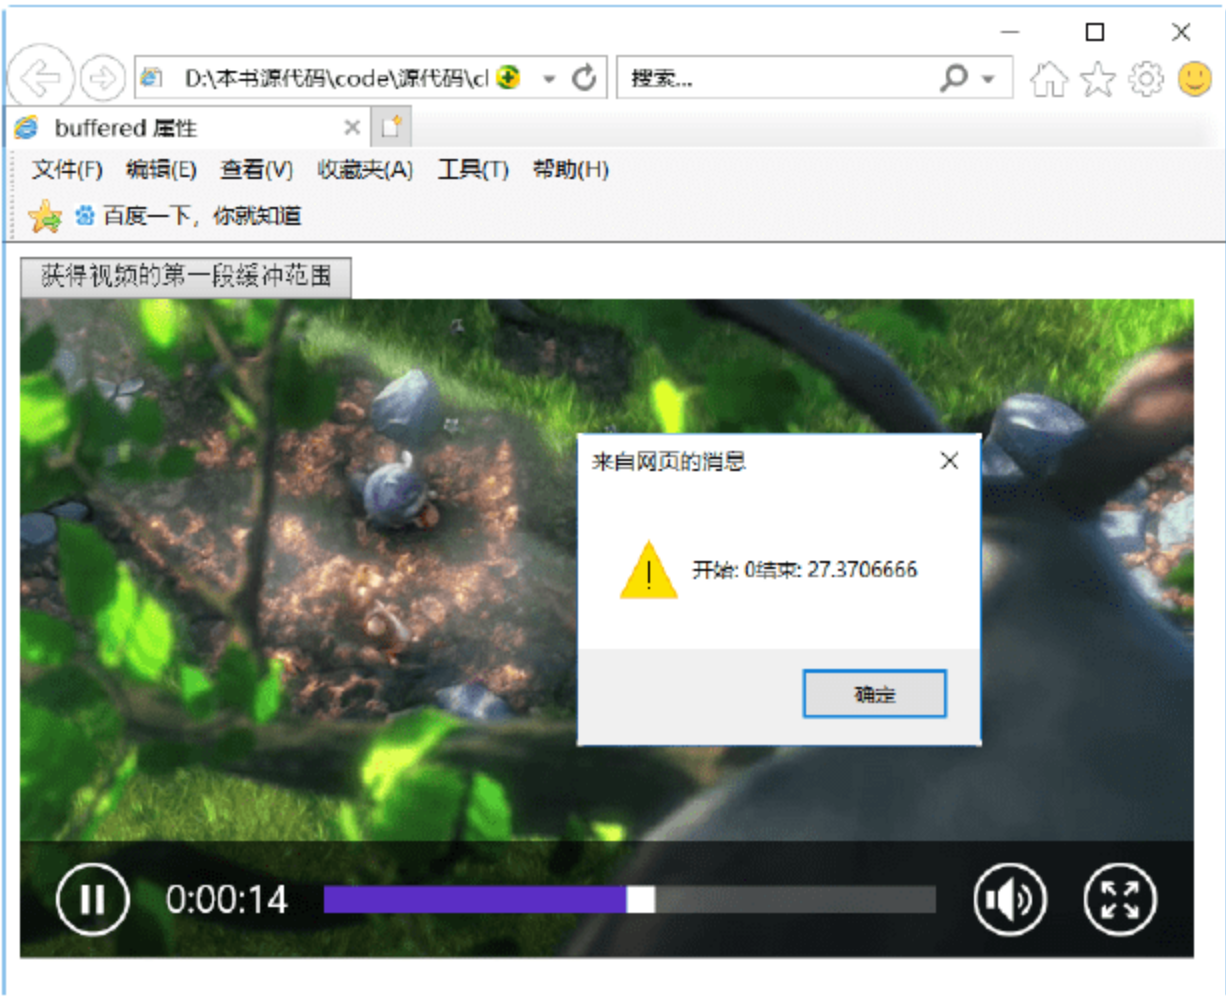 D:\本书源代码\code\源代码\cl
搜索...
buffered 属性
文件(F) 编辑(E) 查看(V) 收藏夹(A) 工具(T) 帮助(H)
百度一下，你就知道
获得视频的第一段缓冲范围
来自网页的消息
开始: 0结束: 27.3706666
确定
0:00:14